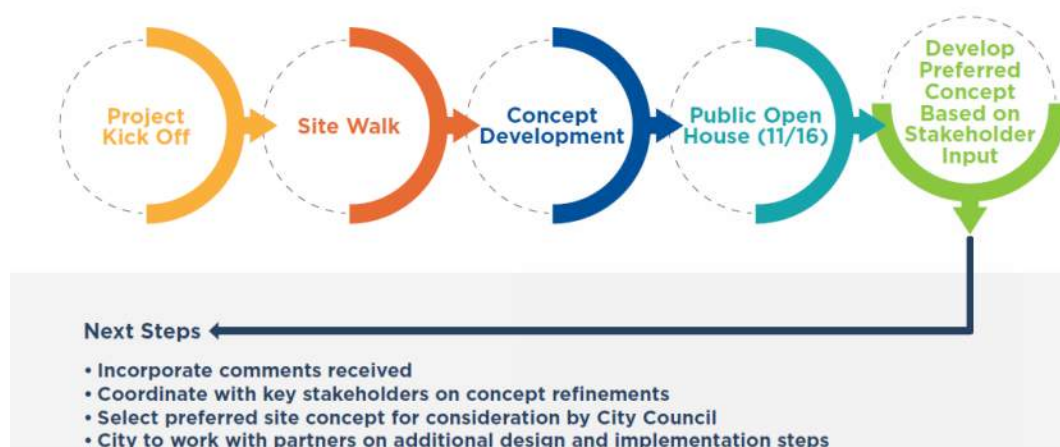 Project
Kick Off
Site Walk
Concept
Development
Public Open
House (11/16)
Develop
Preferred
Concept
Based on
Stakeholder
Input
Next Steps
• Incorporate comments received
• Coordinate with key stakeholders on concept refinements
• Select preferred site concept for consideration by City Council
• City to work with partners on additional design and implementation steps